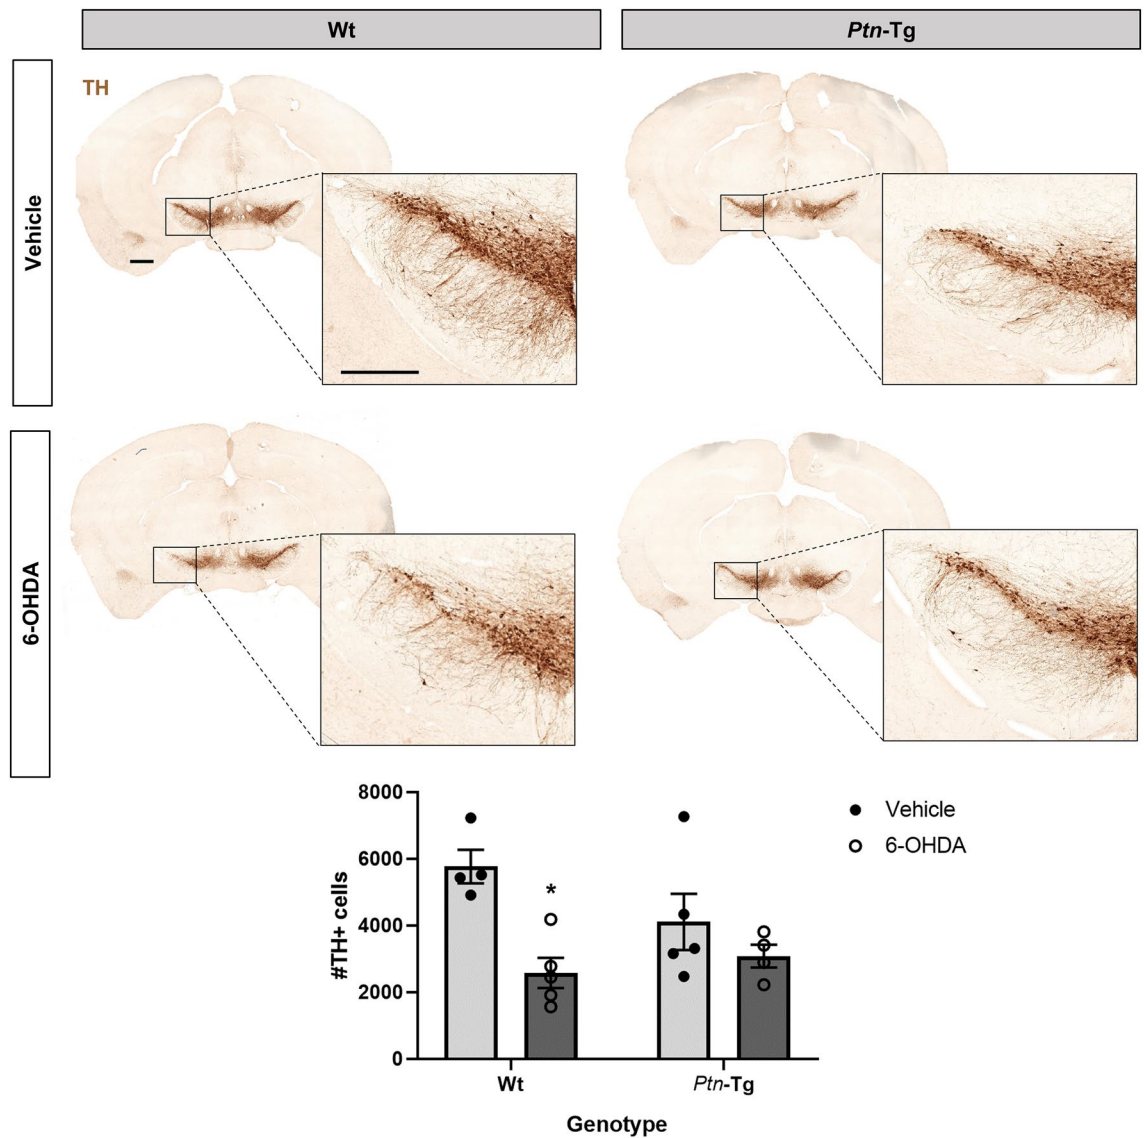 Wt
Ptn-Tg
Vehicle
TH
6-OHDA
8000
6000
4000
2000
0
#TH+ cells
*
Vehicle
6-OHDA
Wt
Ptn-Tg
Genotype